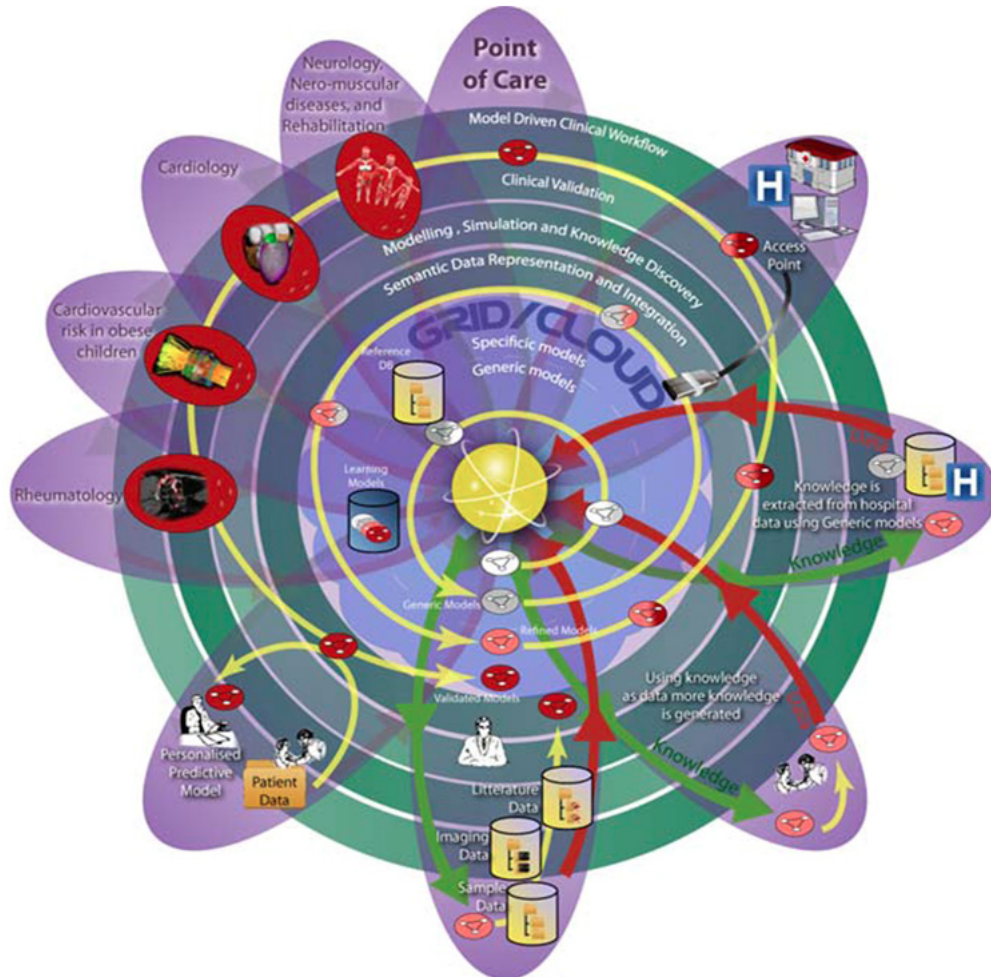 Point
of Care
Neurology,
Nero-muscular
diseases, and
Rehabilitation
Model Driven Clinical Workflow
Cardiology
Clinical Validation
H
Modelling , Simulation and Knowledge Discovery
Access
Point
Semantic Data Representation and Integration
GRID/CLOUD
Cardiovascular
risk in obese
children
Reference
DB
Specificic models
Generic models
Data
Learning
Models
Rheumatology
H
Knowledge is
extracted from hospital
data using Generic models
Knowledge
Generic Models
Refined Models
Validated Models
Using knowledge
as data more knowledge
is generated
Data
Personalised
Predictive
Model
Patient
Data
Knowledge
Litterature
Data
Imaging
Data
Sample
Data